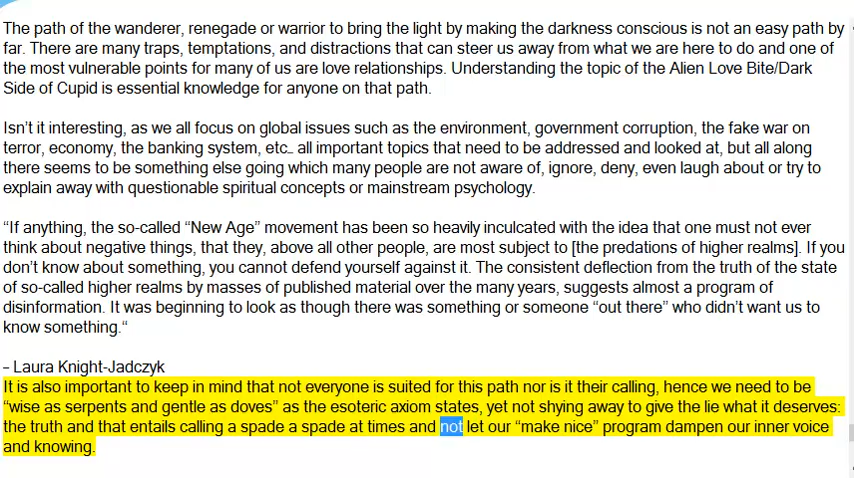 The path of the wanderer, renegade or warrior to bring the light by making the darkness conscious is not an easy path by
far. There are many traps, temptations, and distractions that can steer us away from what we are here to do and one of
the most vulnerable points for many of us are love relationships. Understanding the topic of the Alien Love Bite/Dark
Side of Cupid is essential knowledge for anyone on that path.
Isn’t it interesting, as we all focus on global issues such as the environment, government corruption, the fake war on
terror, economy, the banking system, etc… all important topics that need to be addressed and looked at, but all along
there seems to be something else going which many people are not aware of, ignore, deny, even laugh about or try to
explain away with questionable spiritual concepts or mainstream psychology.
“If anything, the so-called “New Age” movement has been so heavily inculcated with the idea that one must not ever
think about negative things, that they, above all other people, are most subject to [the predations of higher realms]. If you
don’t know about something, you cannot defend yourself against it. The consistent deflection from the truth of the state
of so-called higher realms by masses of published material over the many years, suggests almost a program of
disinformation. It was beginning to look as though there was something or someone “out there” who didn’t want us to
know something.“
– Laura Knight-Jadczyk
It is also important to keep in mind that not everyone is suited for this path nor is it their calling, hence we need to be
“wise as serpents and gentle as doves” as the esoteric axiom states, yet not shying away to give the lie what it deserves:
the truth and that entails calling a spade a spade at times and not let our “make nice” program dampen our inner voice
and knowing.